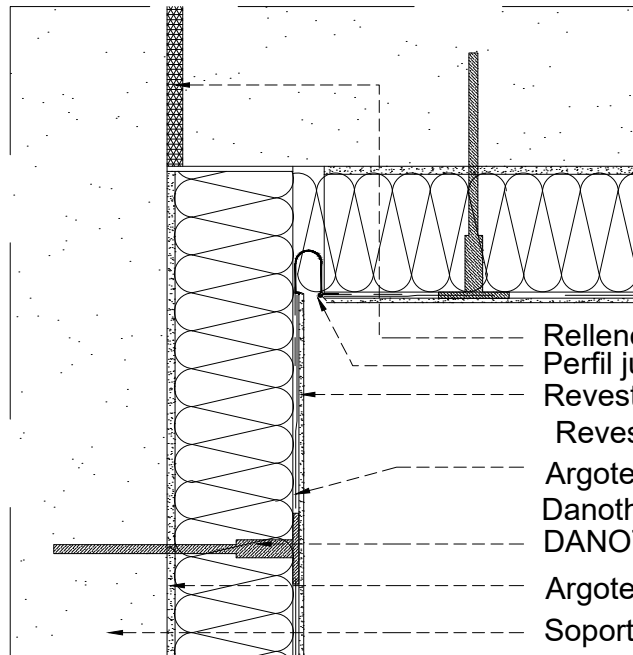 Rellen
Perfil ju
Revest
Reves
Argote
Danoth
DANO
Argote
Soport